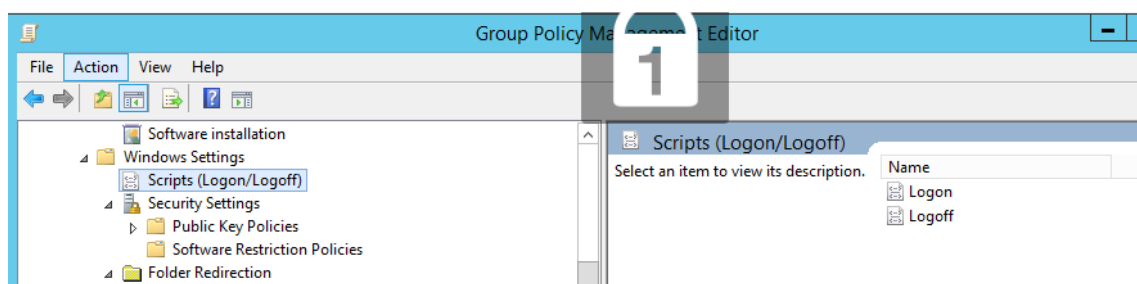 Group Policy Management Editor
File Action View Help
Software installation
Windows Settings
Scripts (Logon/Logoff)
Security Settings
Public Key Policies
Software Restriction Policies
Folder Redirection
1
Scripts (Logon/Logoff)
Select an item to view its description.
Name
Logon
Logoff